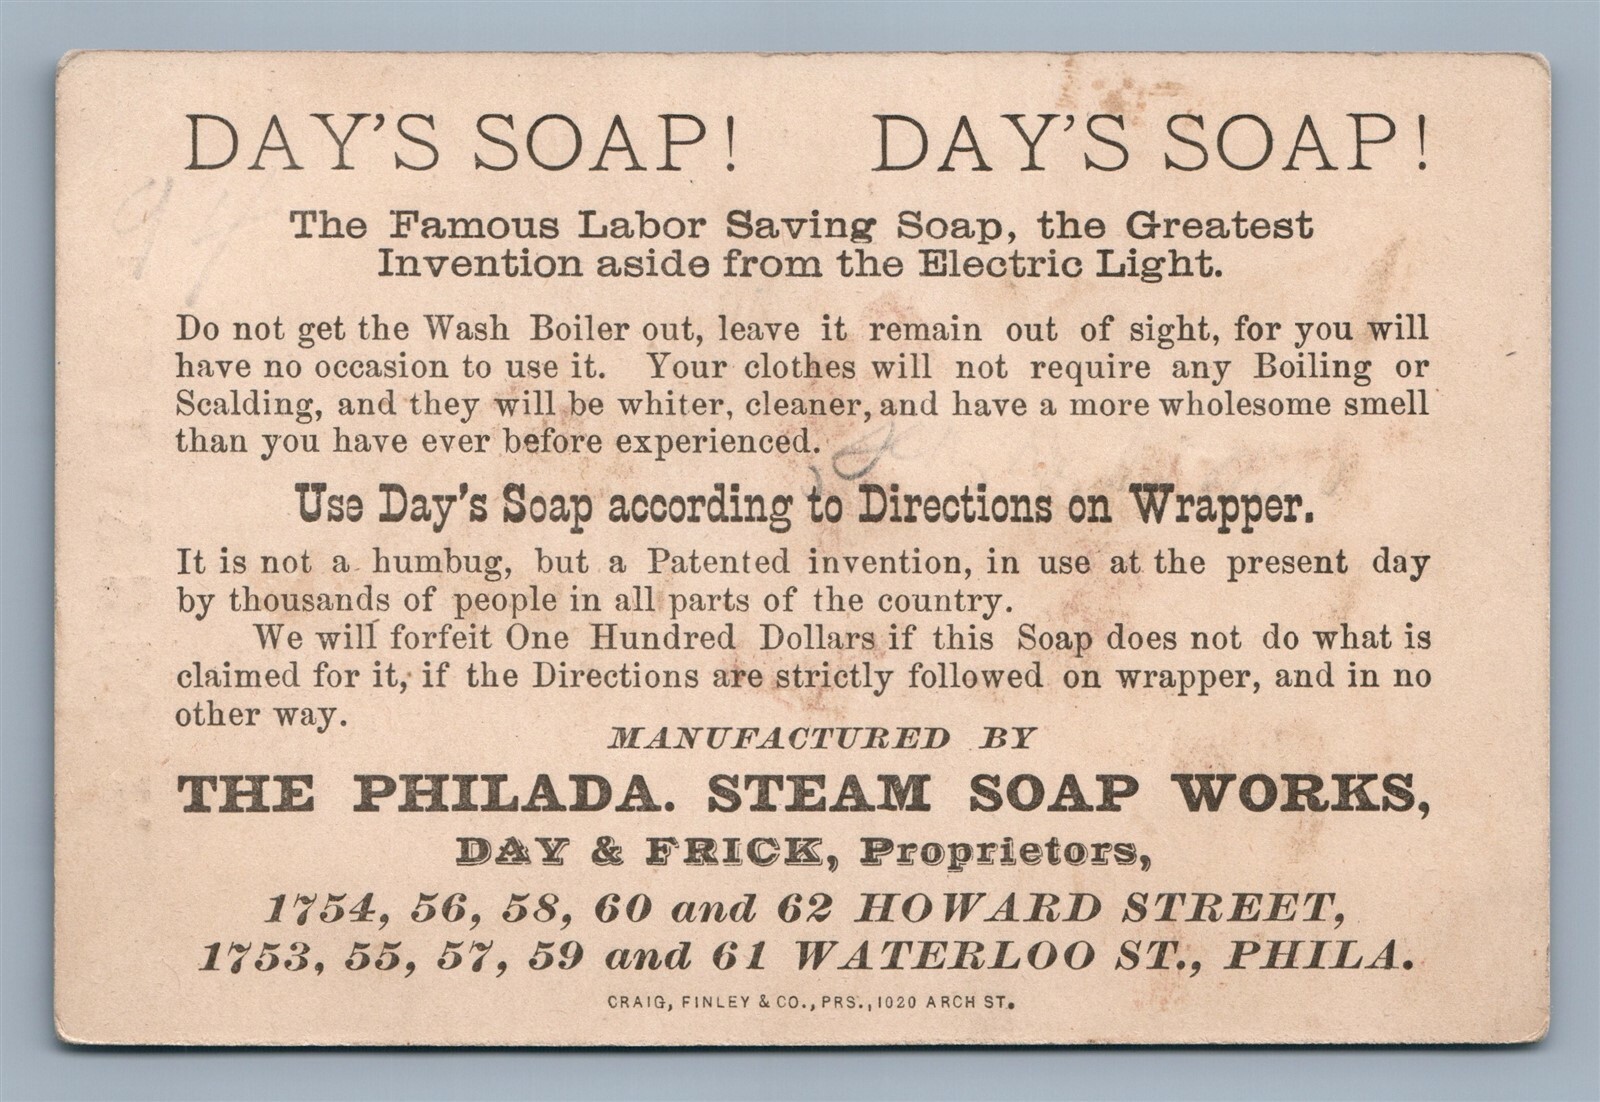 DAY'S SOAP! DAY'S SOAP!
The Famous Labor Saving Soap, the Greatest
Invention aside from the Electric Light.
Do not get the Wash Boiler out, leave it remain out of sight, for you will
have no occasion to use it. Your clothes will not require any Boiling or
Scalding, and they will be whiter, cleaner, and have a more wholesome smell
than you have ever before experienced.
Use Day's Soap according to Directions on Wrapper.
It is not a humbug, but a Patented invention, in use at the present day
by thousands of people in all parts of the country.
We will forfeit One Hundred Dollars if this Soap does not do what is
claimed for it, if the Directions are strictly followed on wrapper, and in no
other way.
MANUFACTURED BY
THE PHILADA. STEAM SOAP WORKS,
DAY & FRICK, Proprietors,
1754, 56, 58, 60 and 62 HOWARD STREET,
1753, 55, 57, 59 and 61 WATERLOO ST., PHILA.
CRAIG, FINLEY & CO., PRS., 1020 ARCH ST.